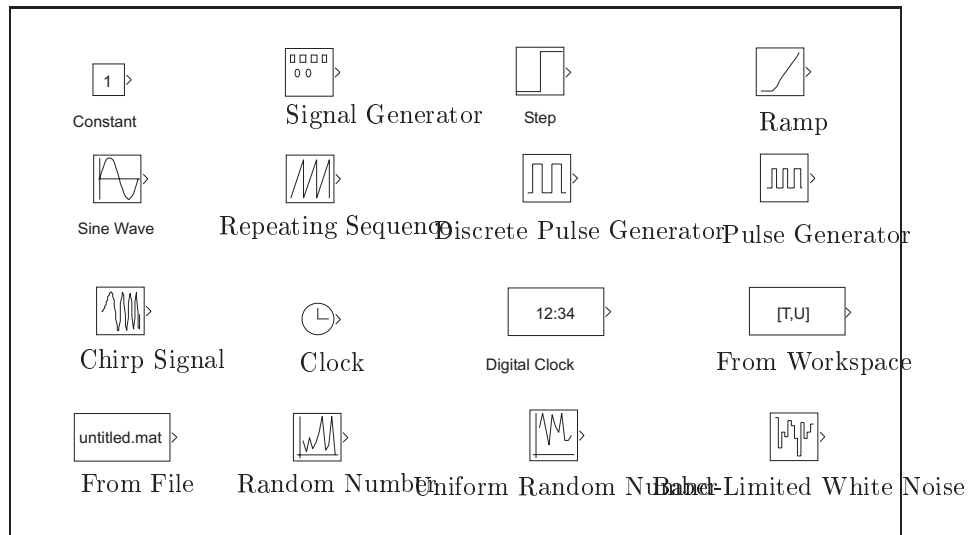 1
Constant
Signal Generator
Step
Ramp
Sine Wave
Repeating Sequence
Discrete Pulse Generator
Pulse Generator
Chirp Signal
Clock
12:34
Digital Clock
[T,U]
From Workspace
untitled.mat
From File
Random Number
Uniform Random Number
Band-Limited White Noise